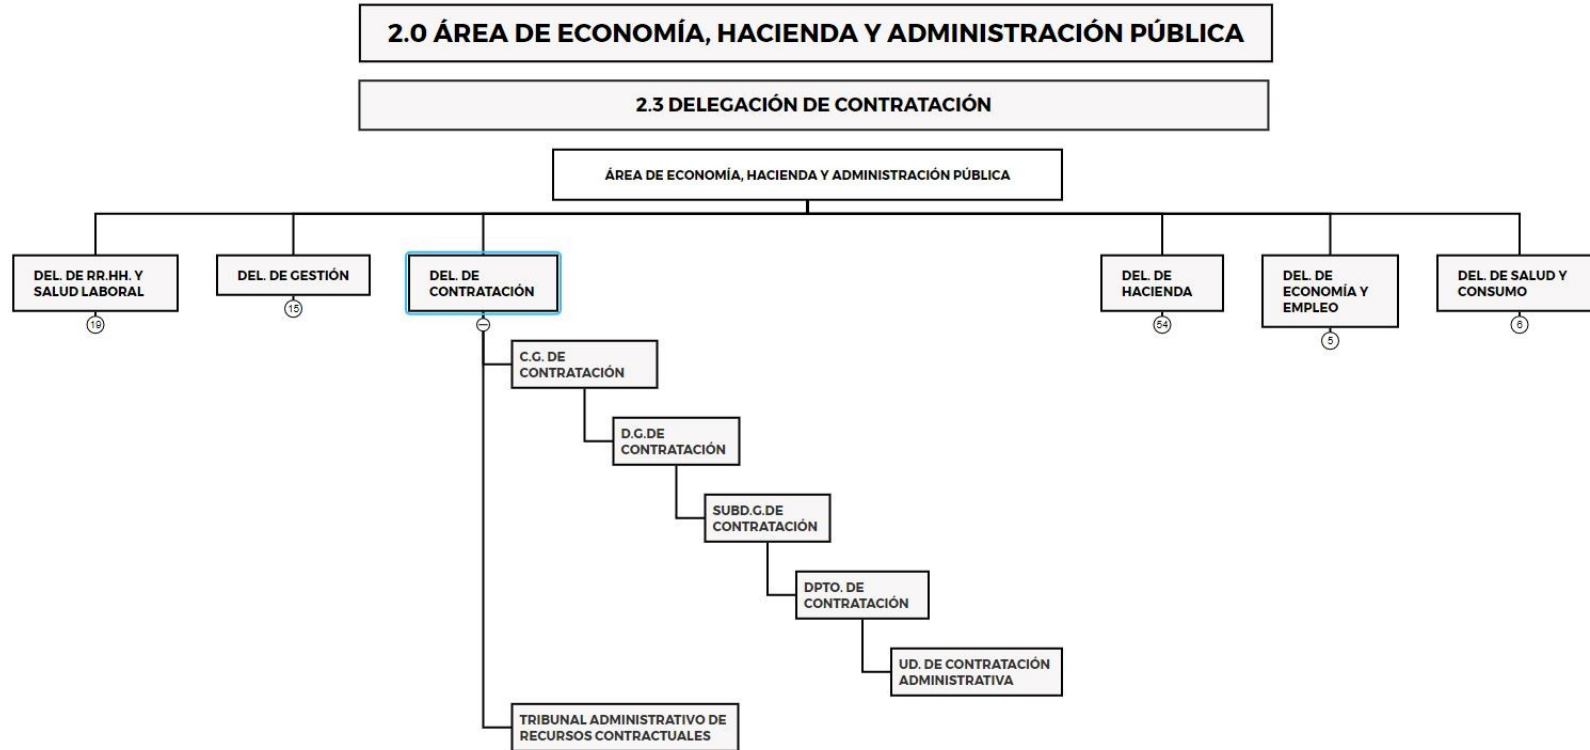 2.0 ÁREA DE ECONOMÍA, HACIENDA Y ADMINISTRACIÓN PÚBLICA
2.3 DELEGACIÓN DE CONTRATACIÓN
ÁREA DE ECONOMÍA, HACIENDA Y ADMINISTRACIÓN PÚBLICA
DEL. DE RR.HH. Y
SALUD LABORAL
19
DEL. DE GESTIÓN
15
DEL. DE
CONTRATACIÓN
DEL. DE
HACIENDA
54
DEL. DE
ECONOMÍA Y
EMPLEO
5
DEL. DE SALUD Y
CONSUMO
6
C.G. DE
CONTRATACIÓN
D.G.DE
CONTRATACIÓN
SUBD.G.DE
CONTRATACIÓN
DPTO. DE
CONTRATACIÓN
UD. DE CONTRATACIÓN
ADMINISTRATIVA
TRIBUNAL ADMINISTRATIVO DE
RECURSOS CONTRACTUALES